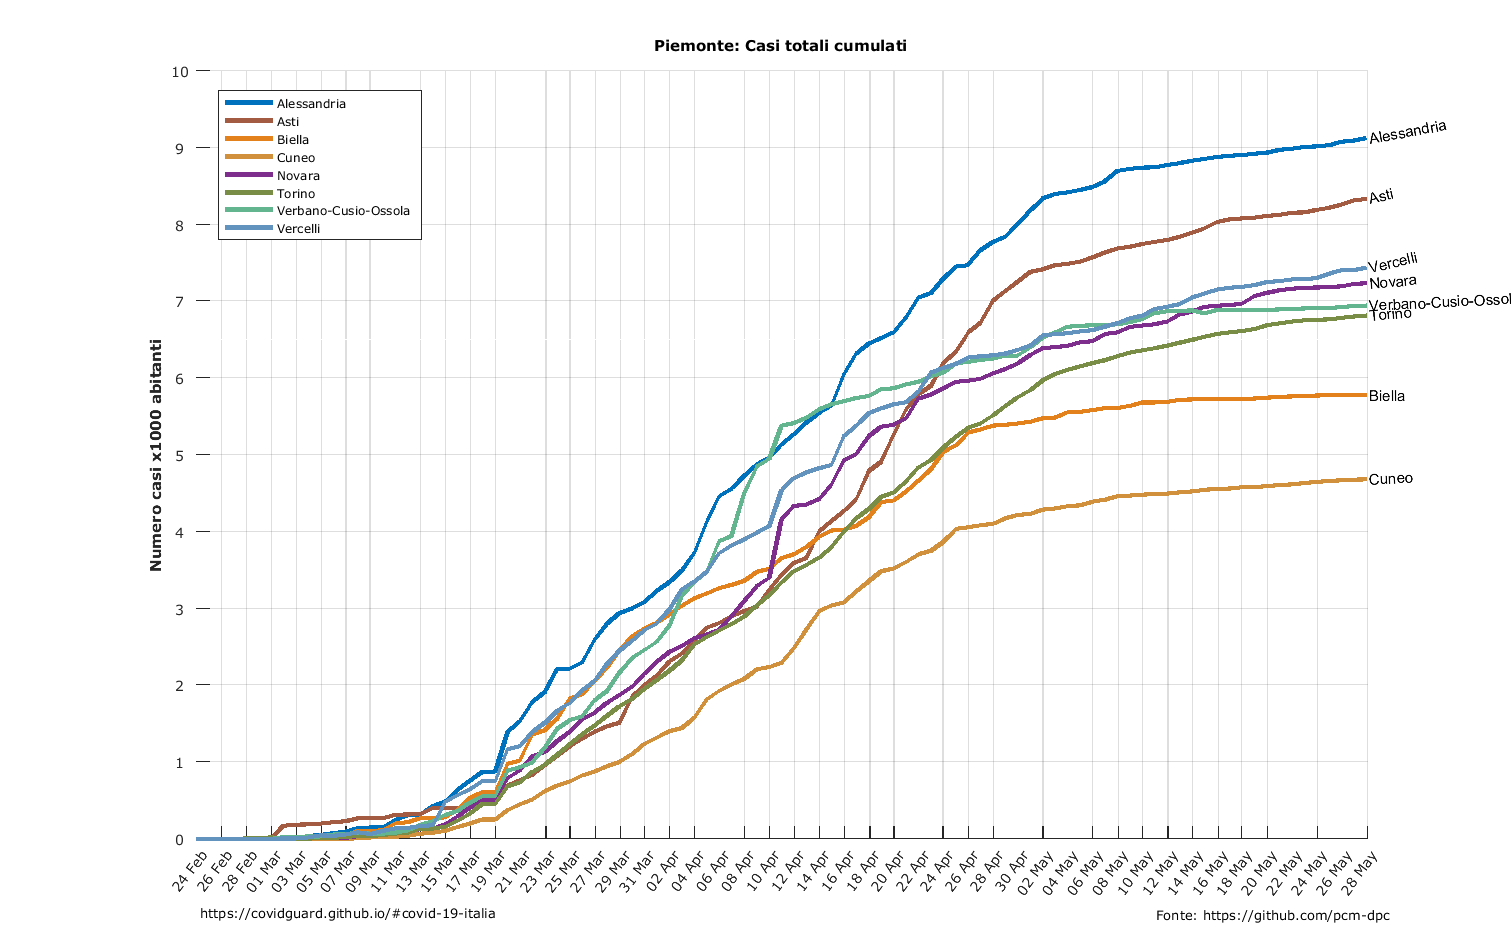 Piemonte: Casi totali cumulati
Numero casi x1000 abitanti
10
9
8
7
6
5
4
3
2
1
0
Alessandria
Asti
Biella
Cuneo
Novara
Torino
Verbano-Cusio-Ossola
Vercelli
Alessandria
Asti
Vercelli
Novara
Verbano-Cusio-Ossol
Torino
Biella
Cuneo
24 Feb
26 Feb
28 Feb
01 Mar
03 Mar
05 Mar
07 Mar
09 Mar
11 Mar
13 Mar
15 Mar
17 Mar
19 Mar
21 Mar
23 Mar
25 Mar
27 Mar
29 Mar
31 Mar
02 Apr
04 Apr
06 Apr
08 Apr
10 Apr
12 Apr
14 Apr
16 Apr
18 Apr
20 Apr
22 Apr
24 Apr
26 Apr
28 Apr
30 Apr
02 May
04 May
06 May
08 May
10 May
12 May
14 May
16 May
18 May
20 May
22 May
24 May
26 May
28 May
https://covidguard.github.io/#covid-19-italia
Fonte: https://github.com/pcm-dpc